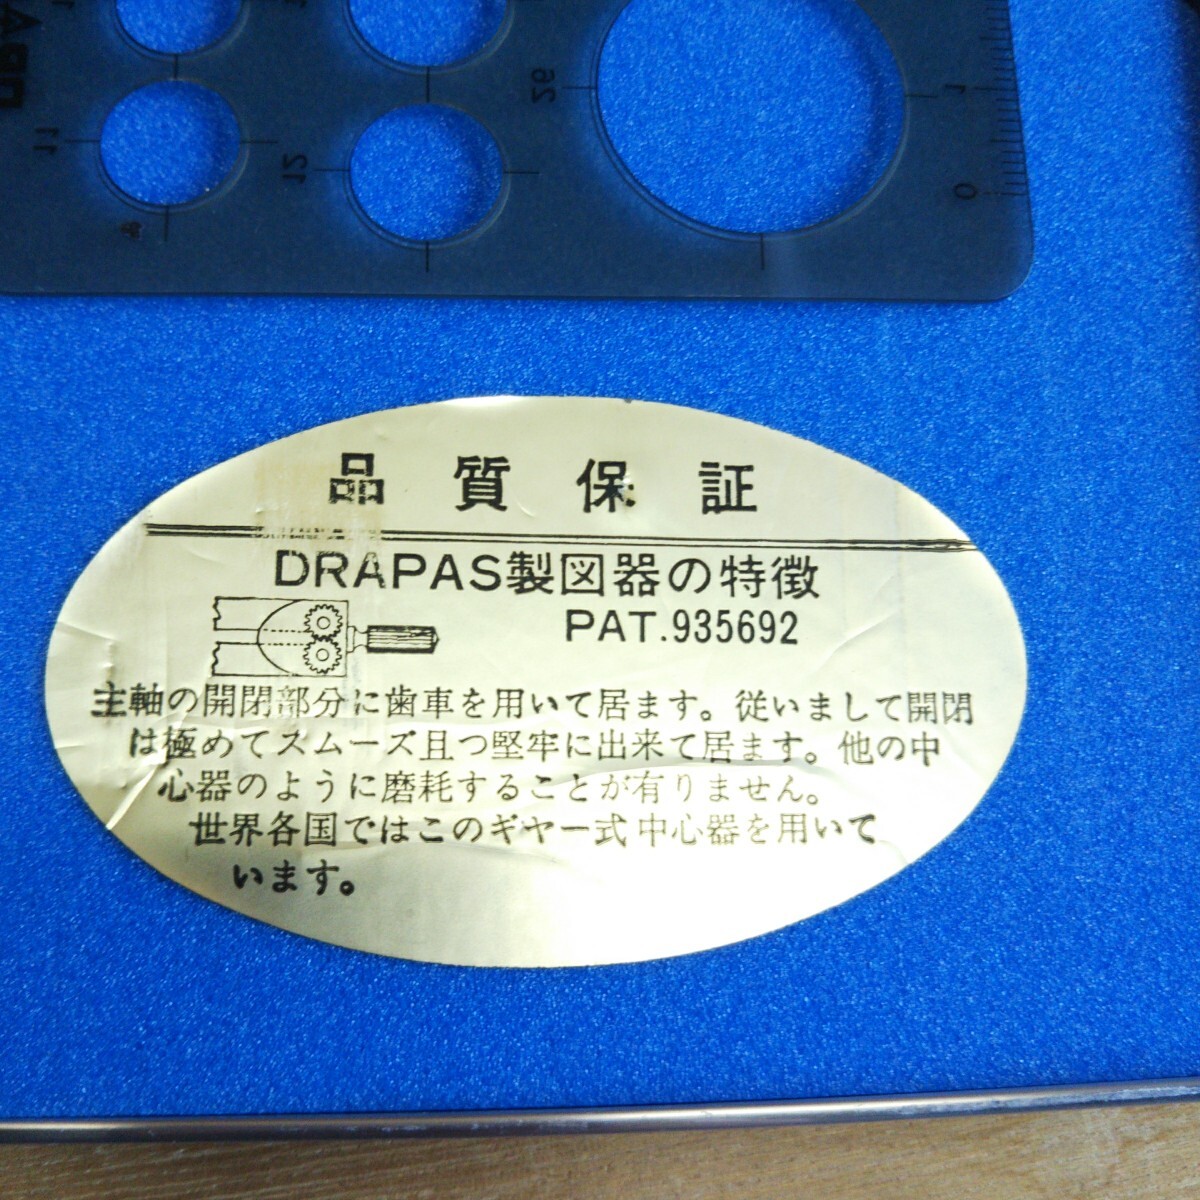 11
12
26
1
0
品質保証
DRAPAS製図器の特徴
PAT.935692
主軸の開閉部分に歯車を用いて居ます。従いまして開閉
は極めてスムーズ且つ堅牢に出来て居ます。他の中
心器のように磨耗することが有りません。
世界各国ではこのギヤー式中心器を用いて
います。